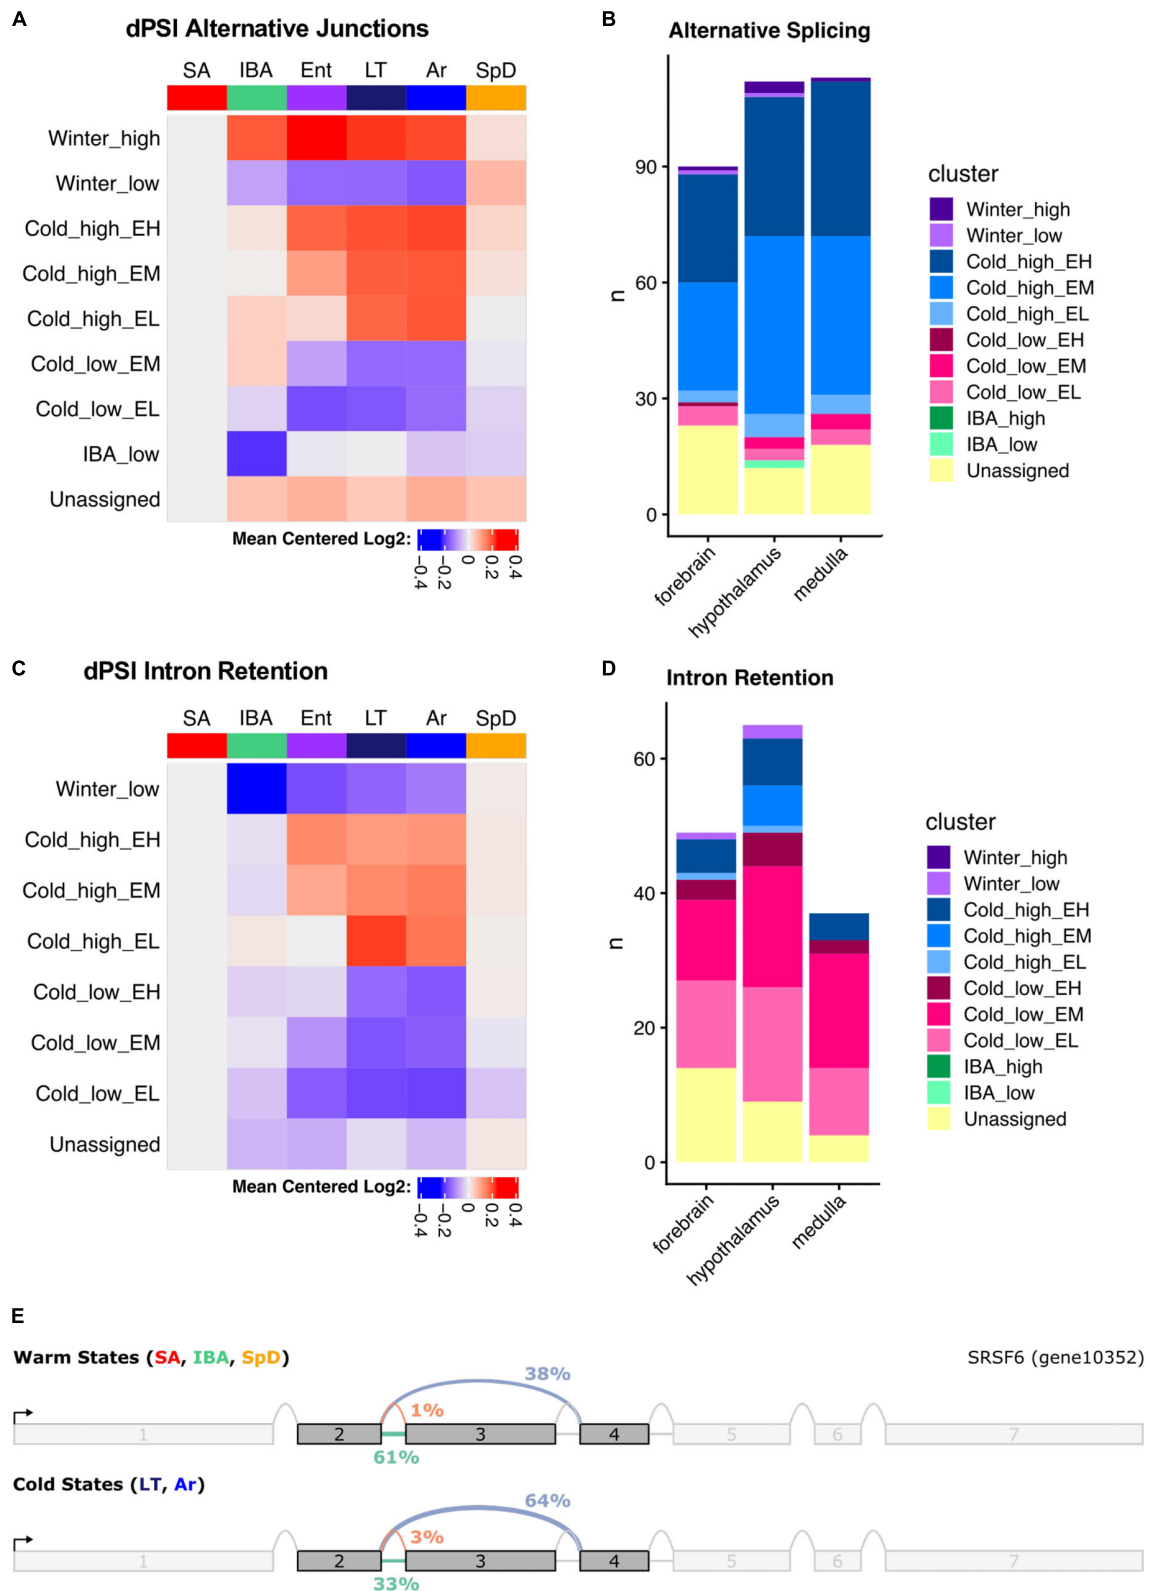 A
dPSI Alternative Junctions
SA IBA Ent LT Ar SpD
Winter_high
Winter_low
Cold_high_EH
Cold_high_EM
Cold_high_EL
Cold_low_EM
Cold_low_EL
IBA_low
Unassigned
Mean Centered Log2:
−0.4 −0.2 0 0.2 0.4
B
Alternative Splicing
n
90
60
30
0
forebrain
hypothalamus
medulla
cluster
Winter_high
Winter_low
Cold_high_EH
Cold_high_EM
Cold_high_EL
Cold_low_EH
Cold_low_EM
Cold_low_EL
IBA_high
IBA_low
Unassigned
C
dPSI Intron Retention
SA IBA Ent LT Ar SpD
Winter_low
Cold_high_EH
Cold_high_EM
Cold_high_EL
Cold_low_EH
Cold_low_EM
Cold_low_EL
Unassigned
Mean Centered Log2:
−0.4 −0.2 0 0.2 0.4
D
Intron Retention
n
60
40
20
0
forebrain
hypothalamus
medulla
cluster
Winter_high
Winter_low
Cold_high_EH
Cold_high_EM
Cold_high_EL
Cold_low_EH
Cold_low_EM
Cold_low_EL
IBA_high
IBA_low
Unassigned
E
Warm States (SA, IBA, SpD)
SRSF6 (gene10352)
38%
1%
1 2 3 4 5 6 7
61%
Cold States (LT, Ar)
64%
3%
1 2 3 4 5 6 7
33%